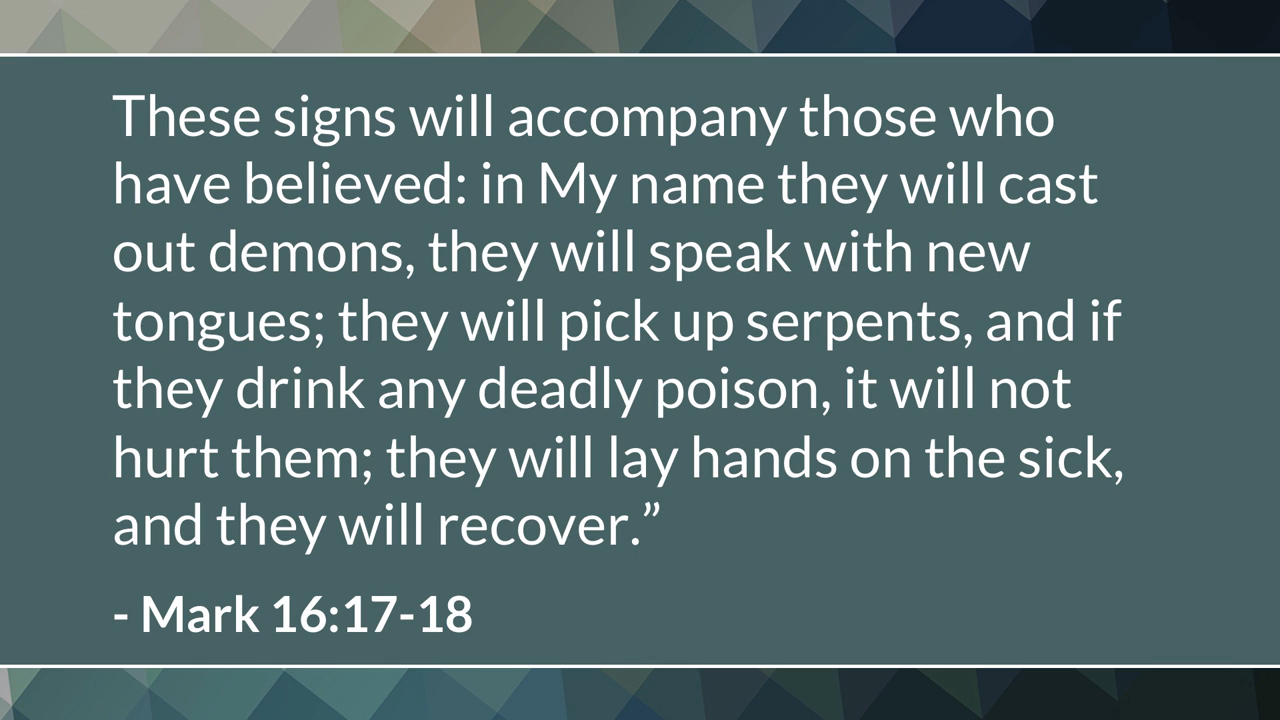 These signs will accompany those who
have believed: in My name they will cast
out demons, they will speak with new
tongues; they will pick up serpents, and if
they drink any deadly poison, it will not
hurt them; they will lay hands on the sick,
and they will recover.”
- Mark 16:17-18